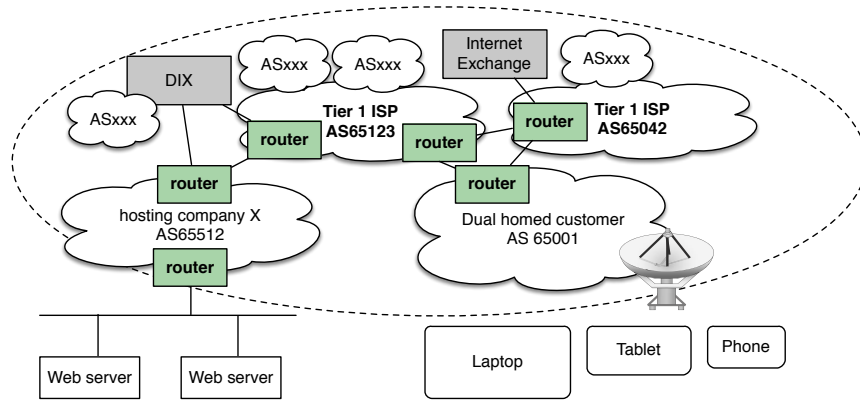 Internet
Exchange
ASxxx
ASxxx
ASxxx
DIX
ASxxx
Tier 1 ISP
AS65123
Tier 1 ISP
AS65042
router
router
router
router
router
hosting company X
AS65512
Dual homed customer
AS 65001
router
Laptop
Tablet
Phone
Web server
Web server